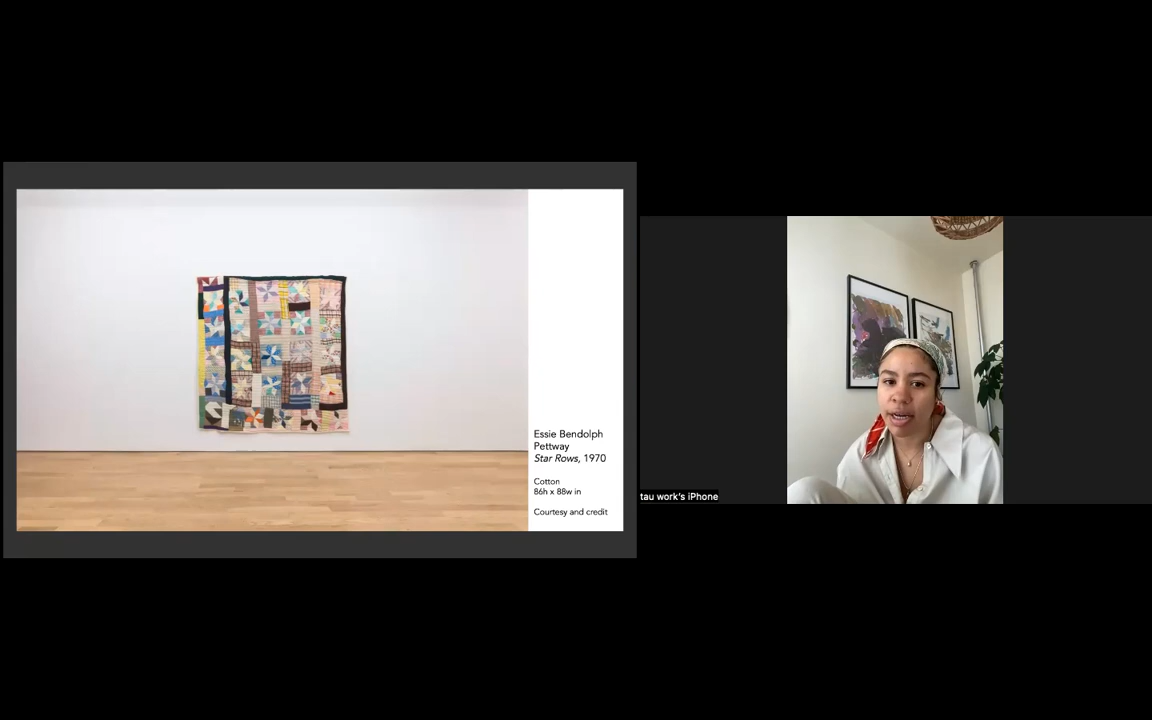 Essie Bendolph
Pettway
Star Rows, 1970
Cotton
86h x 88w in
Courtesy and credit
tau work's iPhone